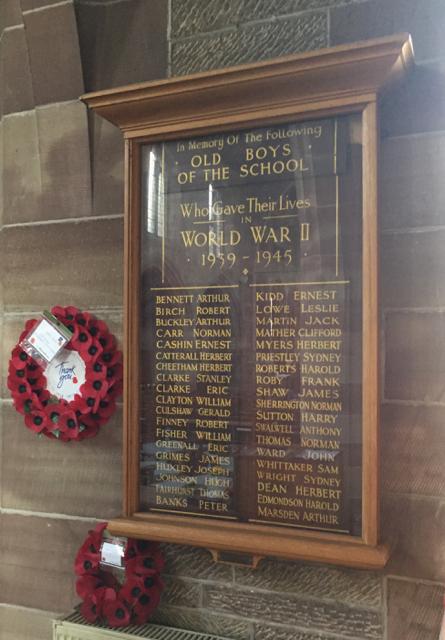 In Memory Of The Following
OLD BOYS
OF THE SCHOOL
Who Gave Their Lives
IN
WORLD WAR II
1939 - 1945
BENNETT ARTHUR
BIRCH ROBERT
BUCKLEY ARTHUR
CARR NORMAN
CASHIN ERNEST
CATTERALL HERBERT
CHEETHAM HERBERT
CLARKE STANLEY
CLARKE ERIC
CLAYTON WILLIAM
CULSHAW GERALD
FINNEY ROBERT
FISHER WILLIAM
GREENALL ERIC
GRIMES JAMES
HUXLEY JOSEPH
JOHNSON HUGH
FAIRHURST THOMAS
BANKS PETER
KIDD ERNEST
LOWE LESLIE
MARTIN JACK
MATHER CLIFFORD
MYERS HERBERT
PRIESTLEY SYDNEY
ROBERTS HAROLD
ROBY FRANK
SHAW JAMES
SHERRINGTON NORMAN
SUTTON HARRY
SWALWELL ANTHONY
THOMAS NORMAN
WARD JOHN
WHITTAKER SAM
WRIGHT SYDNEY
DEAN HERBERT
EDMONDSON HAROLD
MARSDEN ARTHUR
Thank
you